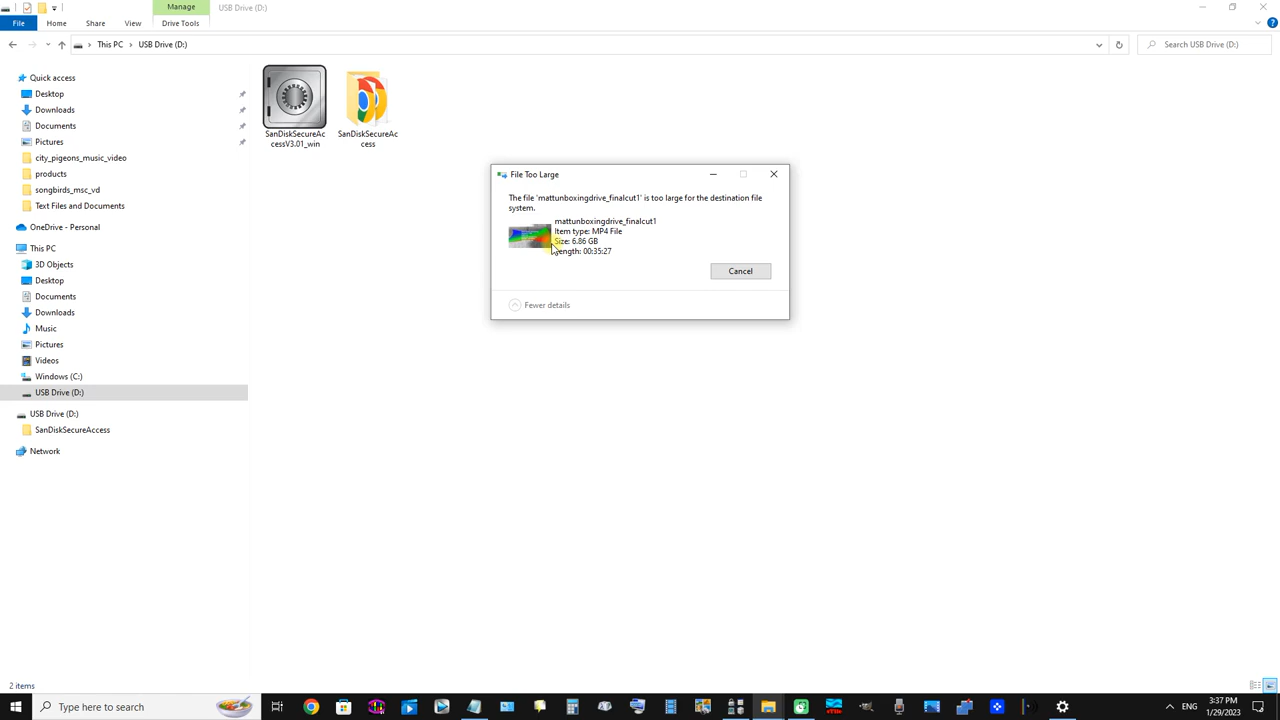 Manage
USB Drive (D:)
File
Home
Share
View
Drive Tools
This PC
USB Drive (D:)
Search USB Drive (D:)
Quick access
Desktop
Downloads
Documents
Pictures
city_pigeons_music_video
products
songbirds_msc_vd
Text Files and Documents
OneDrive - Personal
This PC
3D Objects
Desktop
Documents
Downloads
Music
Pictures
Videos
Windows (C:)
USB Drive (D:)
USB Drive (D:)
SanDiskSecureAccess
Network
SanDiskSecureAc
cessV3.01_win
SanDiskSecureAc
cess
File Too Large
The file 'mattunboxingdrive_finalcut1' is too large for the destination file
system.
mattunboxingdrive_finalcut1
Item type: MP4 File
Size: 6.86 GB
Length: 00:35:27
Cancel
Fewer details
2 items
Type here to search
ENG
3:37 PM
1/29/2023